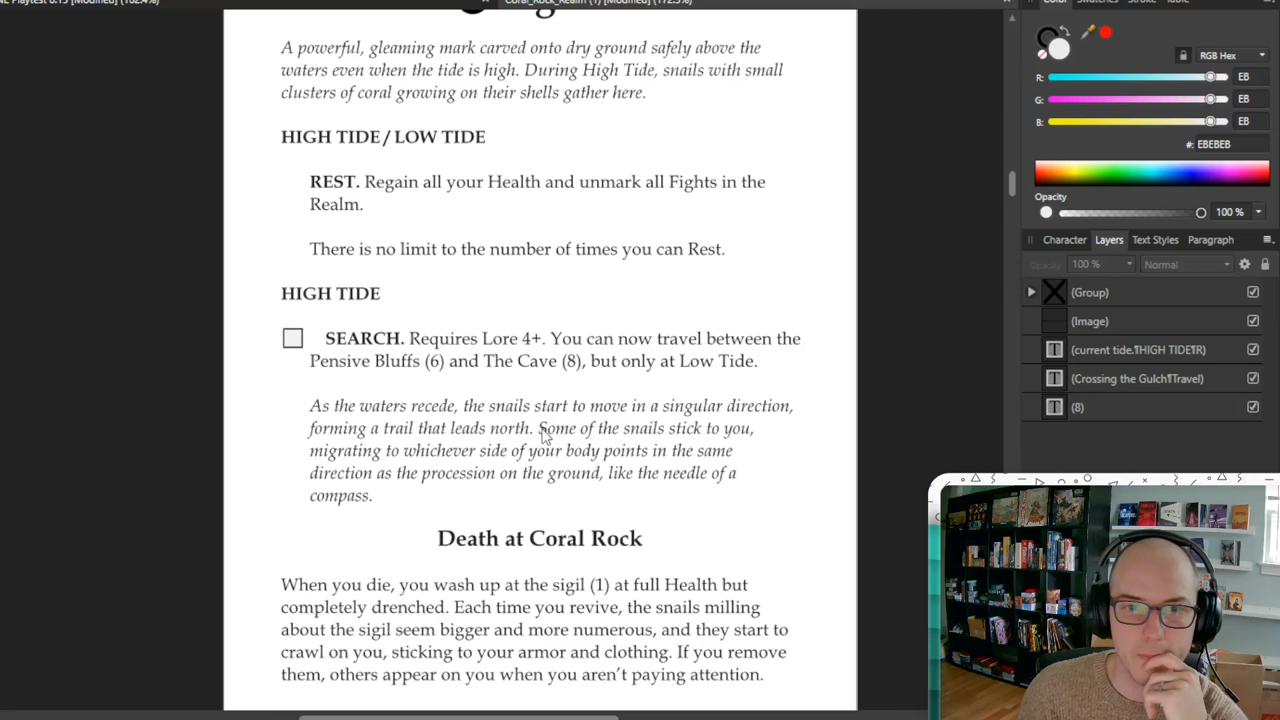 Coral_Rock_Realm (1) [Modified] (172.3%)
A powerful, gleaming mark carved onto dry ground safely above the
waters even when the tide is high. During High Tide, snails with small
clusters of coral growing on their shells gather here.
HIGH TIDE / LOW TIDE
REST. Regain all your Health and unmark all Fights in the
Realm.
There is no limit to the number of times you can Rest.
HIGH TIDE
SEARCH. Requires Lore 4+. You can now travel between the
Pensive Bluffs (6) and The Cave (8), but only at Low Tide.
As the waters recede, the snails start to move in a singular direction,
forming a trail that leads north. Some of the snails stick to you,
migrating to whichever side of your body points in the same
direction as the procession on the ground, like the needle of a
compass.
Death at Coral Rock
When you die, you wash up at the sigil (1) at full Health but
completely drenched. Each time you revive, the snails milling
about the sigil seem bigger and more numerous, and they start to
crawl on you, sticking to your armor and clothing. If you remove
them, others appear on you when you aren't paying attention.
Color Swatches Stroke Table
RGB Hex
R: EB
G: EB
B: EB
#: EBEBEB
Opacity
100 %
Character Layers Text Styles Paragraph
Opacity 100 % Normal
(Group)
(Image)
(current tide.¶HIGH TIDE¶R)
(Crossing the Gulch¶Travel)
(8)